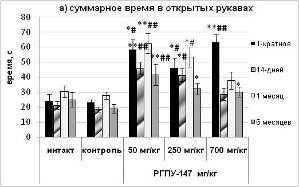 а) суммарное время в открытых рукавах
время, с
80
70
60
50
40
30
20
10
0
*#
**##
**##
**##
*#
*#
*
**##
*
1-кратное
14-дней
1 месяц
6 месяцев
интакт
контроль
50 мг/кг
250 мг/кг
700 мг/кг
РГПУ-147 мг/кг